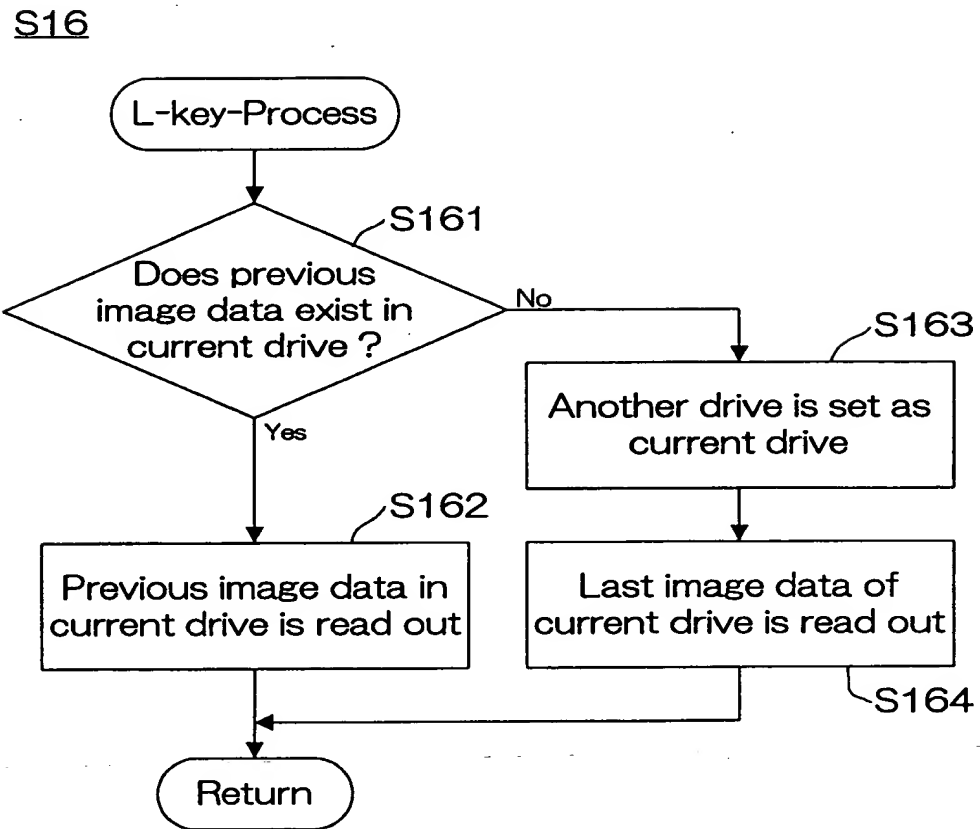 S16
L-key-Process
S161
Does previous
image data exist in
current drive ?
No
Yes
S163
Another drive is set as
current drive
S162
Previous image data in
current drive is read out
Last image data of
current drive is read out
S164
Return